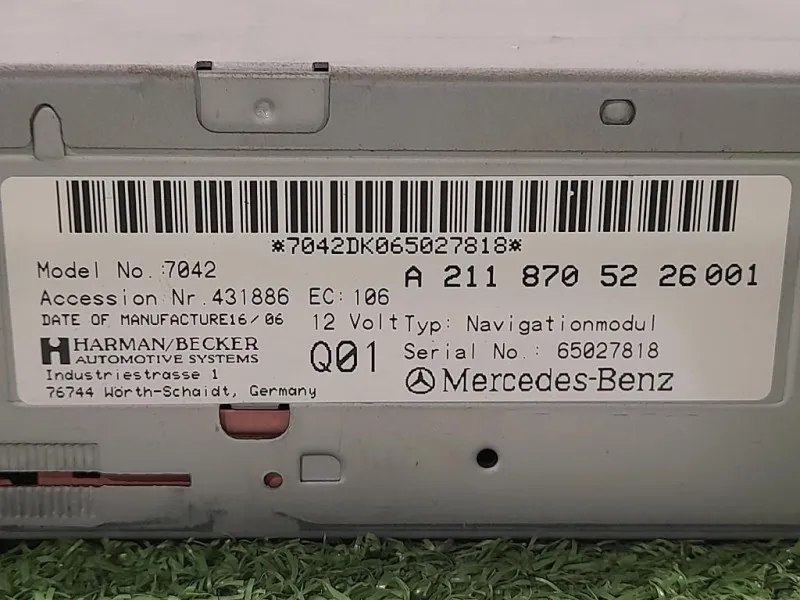 *7042DK065027818*
Model No.:7042
A 211 870 52 26 001
Accession Nr.431886 EC:106
DATE OF MANUFACTURE16/06
12 Volt Typ: Navigationmodul
HARMAN/BECKER
AUTOMOTIVE SYSTEMS
Q01
Serial No.: 65027818
Industriestrasse 1
76744 Wörth-Schaidt, Germany
Mercedes-Benz